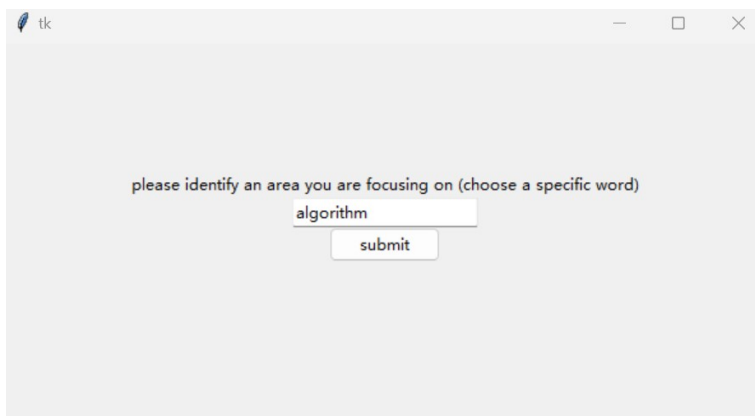 tk
please identify an area you are focusing on (choose a specific word)
algorithm
submit